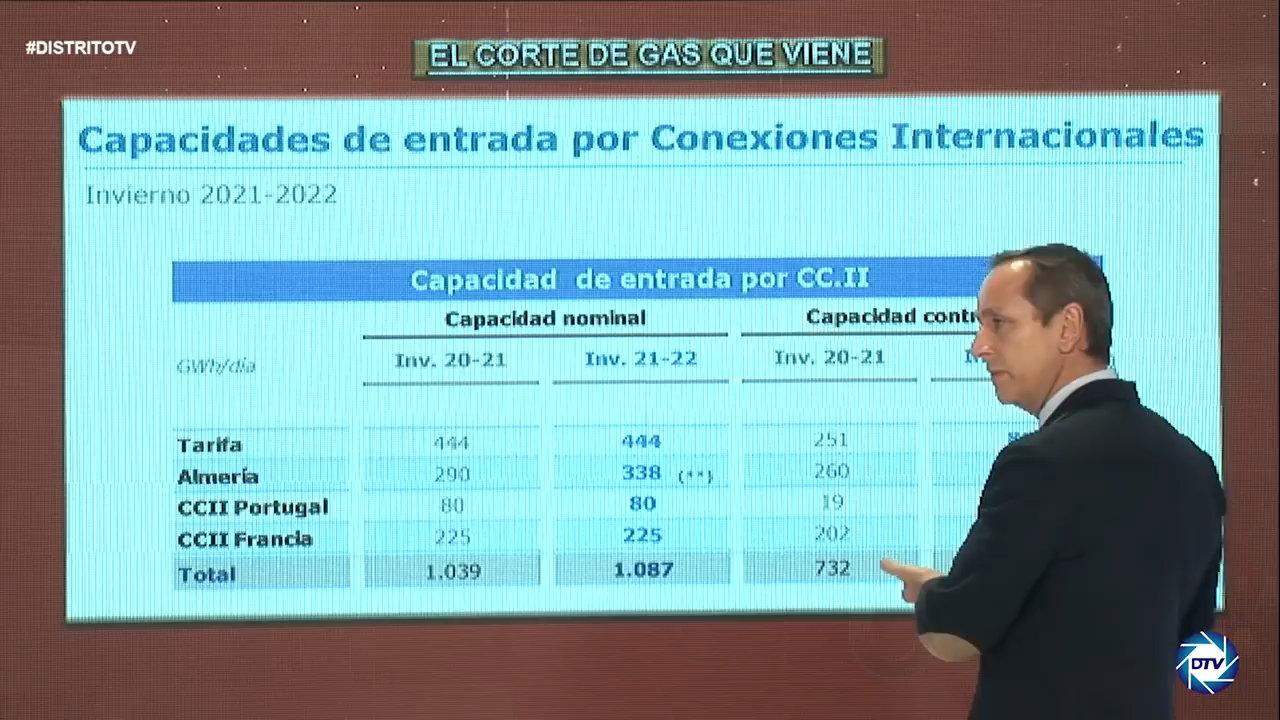 #DISTRITOTV
EL CORTE DE GAS QUE VIENE
Capacidades de entrada por Conexiones Internacionales
Invierno 2021-2022
Capacidad de entrada por CC.II
Capacidad nominal Capacidad
GWh/día Inv. 20-21 Inv. 21-22 Inv. 20-21
Tarifa 444 444 251
Almería 290 338 (**) 260
CCII Portugal 80 80 19
CCII Francia 225 225 202
Total 1.039 1.087 732
DTV